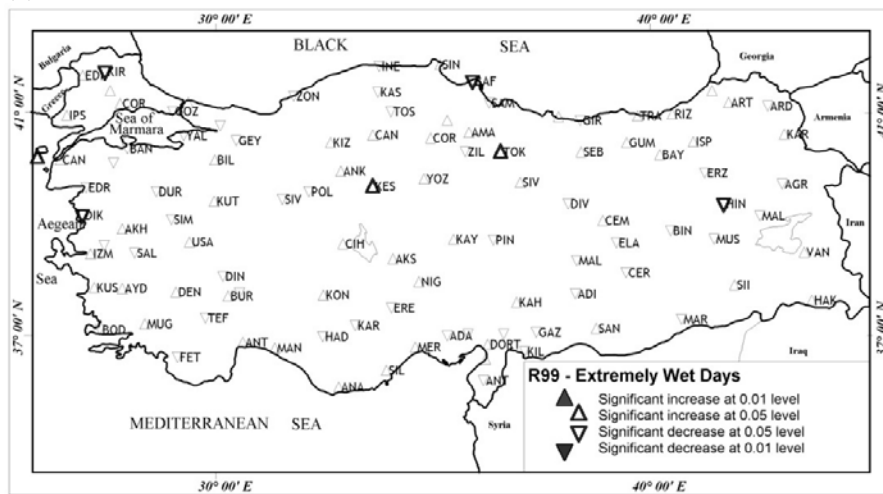 30° 00' E
40° 00' E
Bulgaria
BLACK SEA
Georgia
INE
SIN
EDI
KIR
BAF
ZON
KAS
SAM
ART
ARD
41° 00' N
COR
KOZ
TOS
GIR
TRA
RIZ
Armenia
41° 00' N
Greece
IPS
Sea of
Marmara
YAL
GEY
KIZ
CAN
COR
AMA
GUM
ISP
KAR
BAN
CAN
BIL
ZIL
TOK
SEB
BAY
ANK
ERZ
EDR
DUR
KUT
SIV
POL
KES
YOZ
SIV
AGR
DIV
HIN
DIK
SIM
CEM
MAL
Iran
Aegean
AKH
USA
CIH
KAY
PIN
ELA
BIN
MUS
IZM
SAL
AKS
MAL
VAN
Sea
DIN
CER
KUS
AYD
DEN
BUR
KON
NIG
ADI
SII
ERE
KAH
HAK
37° 00' N
BOD
MUG
TEF
HAD
KAR
ADA
GAZ
SAN
MAR
37° 00' N
FET
ANT
MAN
MER
DORT
KIL
Iraq
ANA
SIL
ANT
R99 - Extremely Wet Days
Significant increase at 0.01 level
Significant increase at 0.05 level
Significant decrease at 0.05 level
Significant decrease at 0.01 level
MEDITERRANEAN SEA
Syria
30° 00' E
40° 00' E